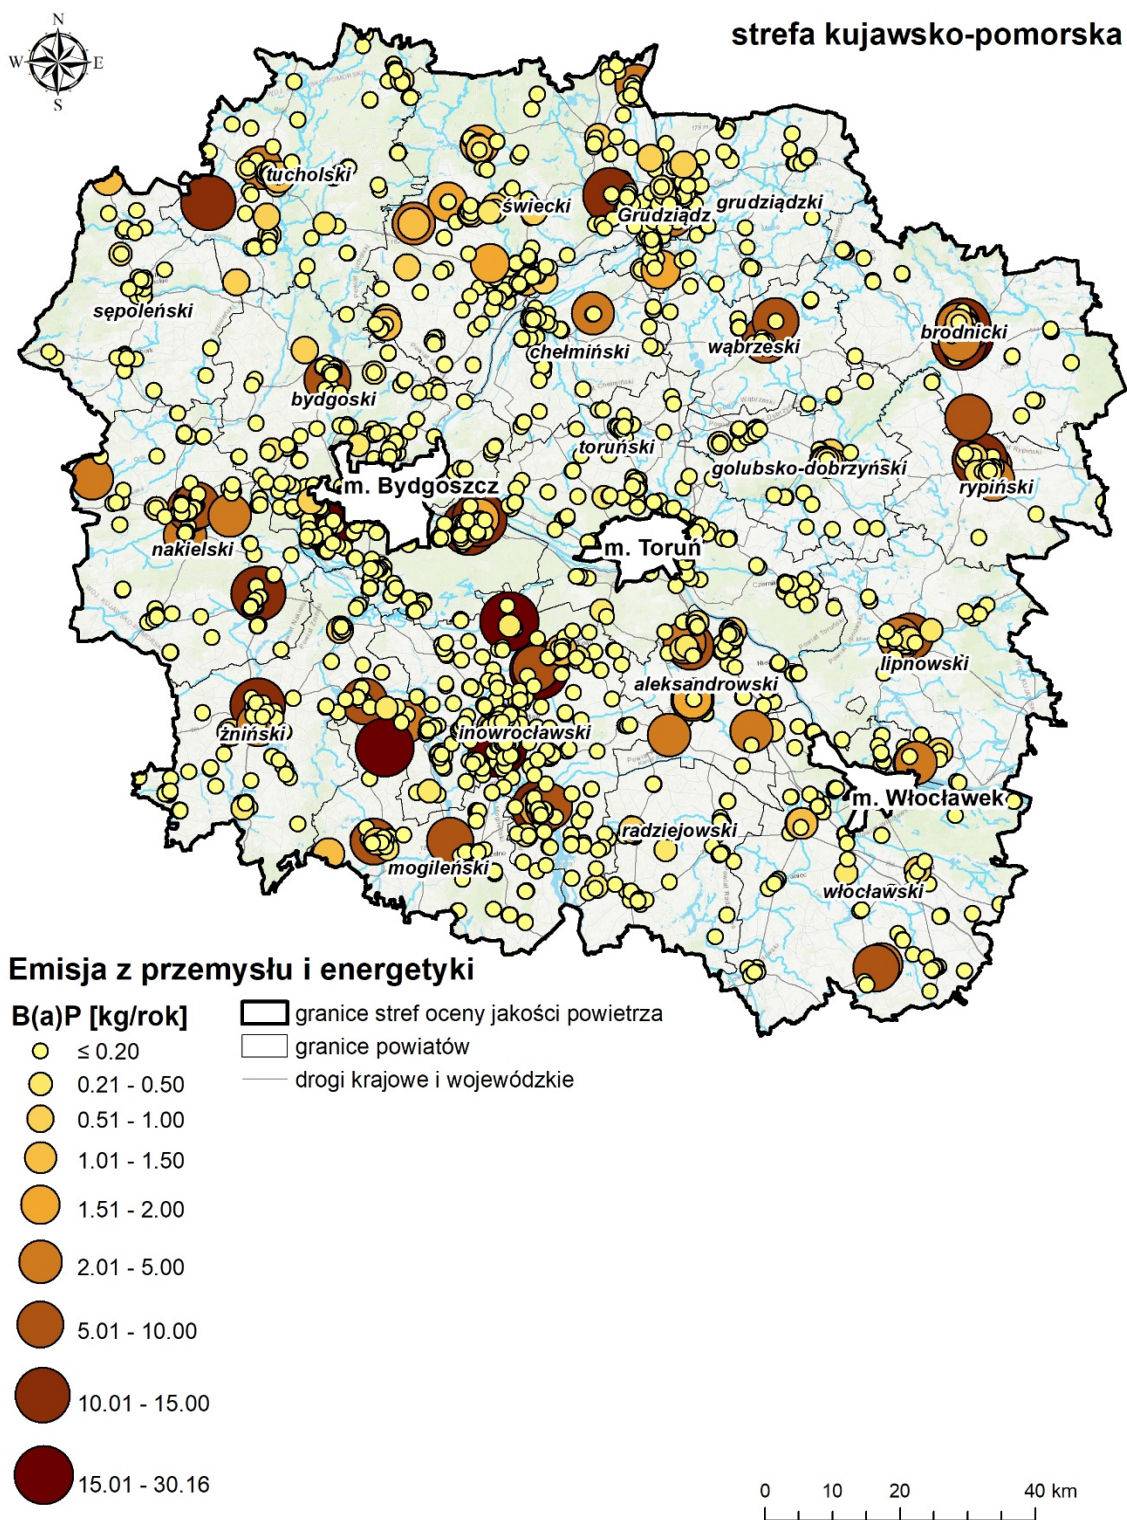 N
strefa kujawsko-pomorska
W
E
S
tucholski
świecki
Grudziądz
grudziądzki
sępoleński
chełmiński
wąbrzeski
brodnicki
bydgoski
toruński
golubsko-dobrzyński
rypiński
m. Bydgoszcz
nakielski
m. Toruń
lipnowski
aleksandrowski
żniński
inowrocławski
m. Włocławek
radziejowski
mogileński
włocławski
Emisja z przemysłu i energetyki
B(a)P [kg/rok]
≤ 0.20
0.21 - 0.50
0.51 - 1.00
1.01 - 1.50
1.51 - 2.00
2.01 - 5.00
5.01 - 10.00
10.01 - 15.00
15.01 - 30.16
granice stref oceny jakości powietrza
granice powiatów
drogi krajowe i wojewódzkie
0 10 20 40 km